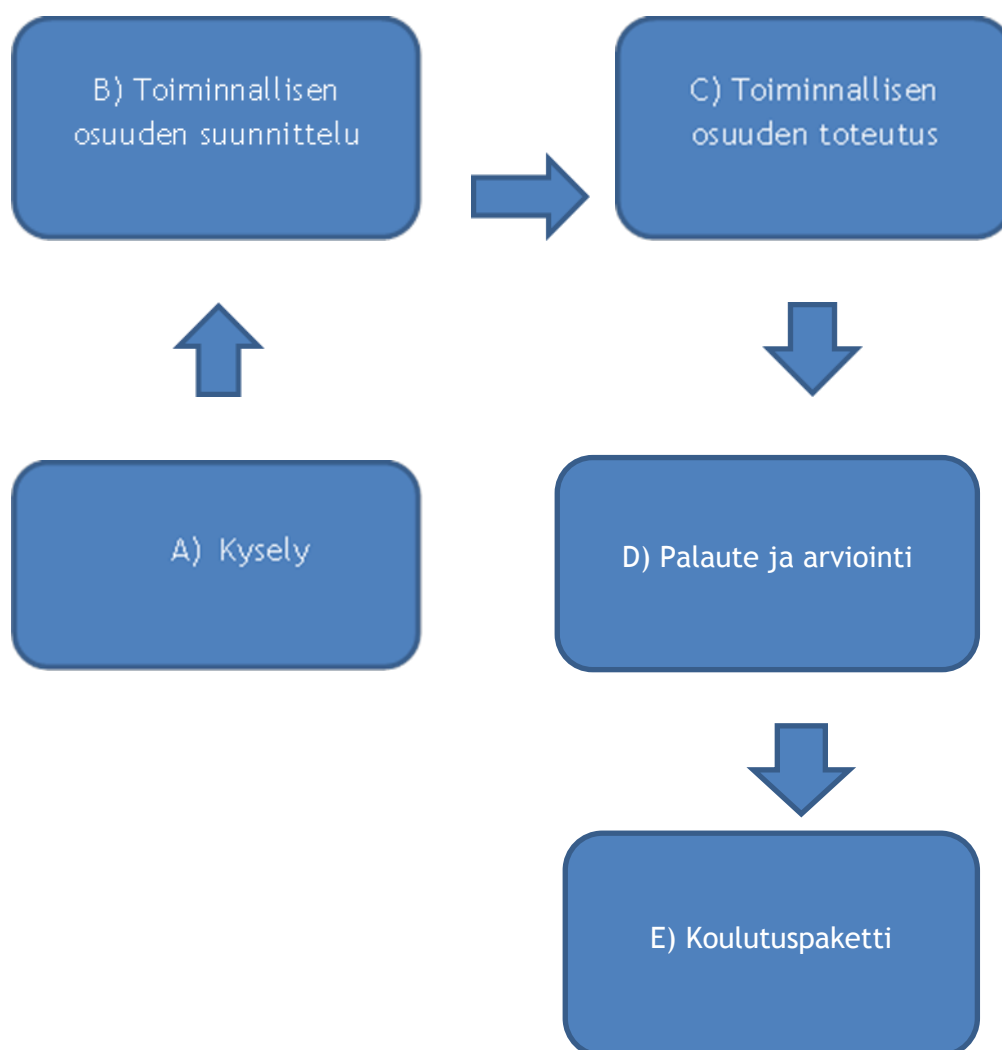 B) Toiminnallisen
osuuden suunnittelu
C) Toiminnallisen
osuuden toteutus
A) Kysely
D) Palaute ja arviointi
E) Koulutuspaketti